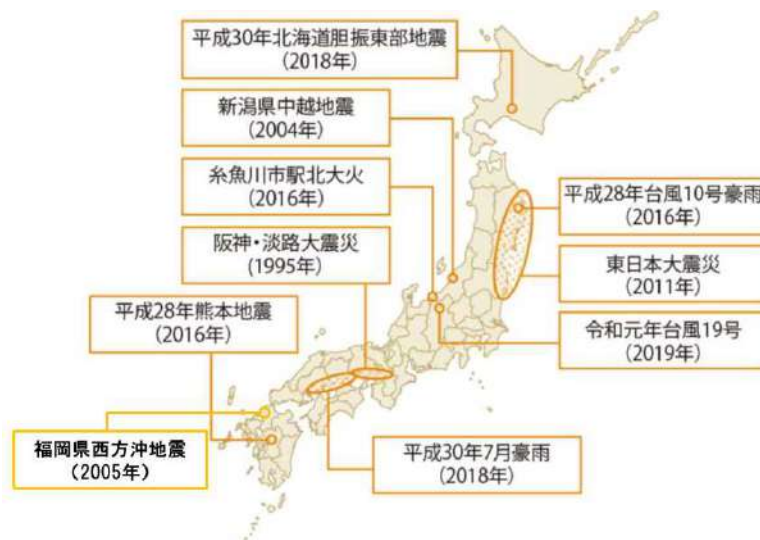 平成30年北海道胆振東部地震
(2018年)
新潟県中越地震
(2004年)
糸魚川市駅北大火
(2016年)
平成28年台風10号豪雨
(2016年)
阪神・淡路大震災
(1995年)
東日本大震災
(2011年)
平成28年熊本地震
(2016年)
令和元年台風19号
(2019年)
福岡県西方沖地震
(2005年)
平成30年7月豪雨
(2018年)